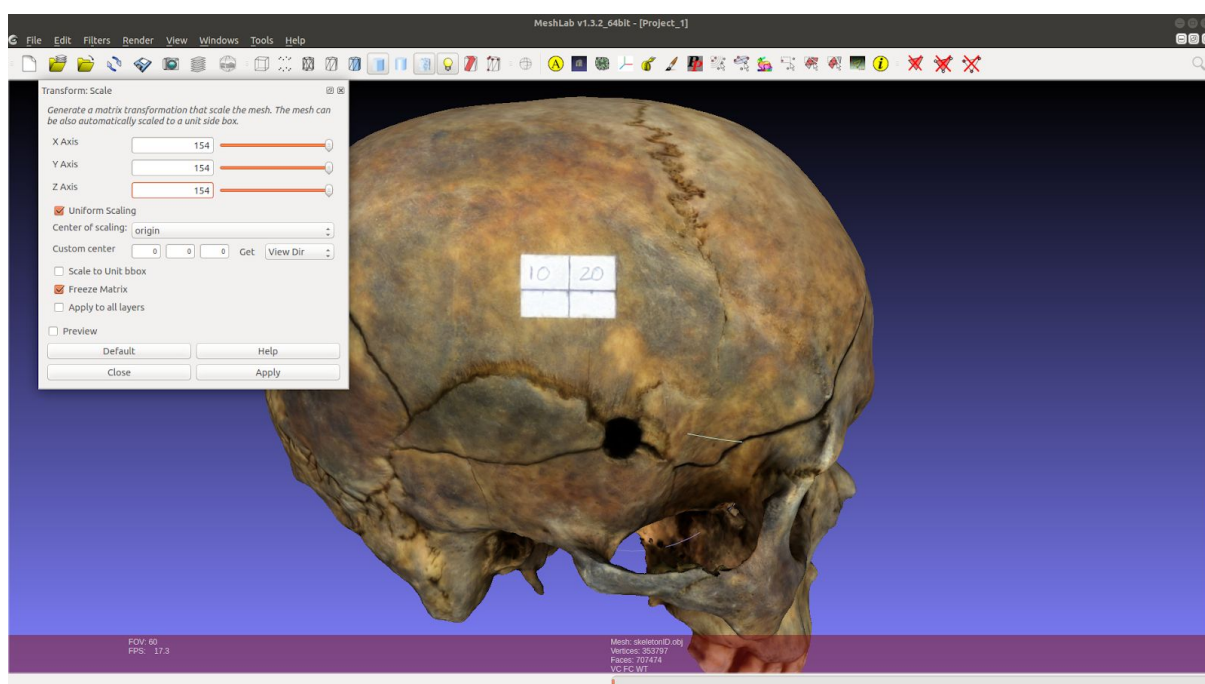 MeshLab v1.3.2_64bit - [Project_1]
File Edit Filters Render View Windows Tools Help
Transform: Scale
Generate a matrix transformation that scale the mesh. The mesh can
be also automatically scaled to a unit side box.
X Axis 154
Y Axis 154
Z Axis 154
Uniform Scaling
Center of scaling: origin
Custom center 0 0 0 Get View Dir
Scale to Unit bbox
Freeze Matrix
Apply to all layers
Preview
Default Help
Close Apply
10 20
FOV: 60
FPS: 17.3
Mesh: skeletonID.obj
Vertices: 353797
Faces: 707474
VC FC WT